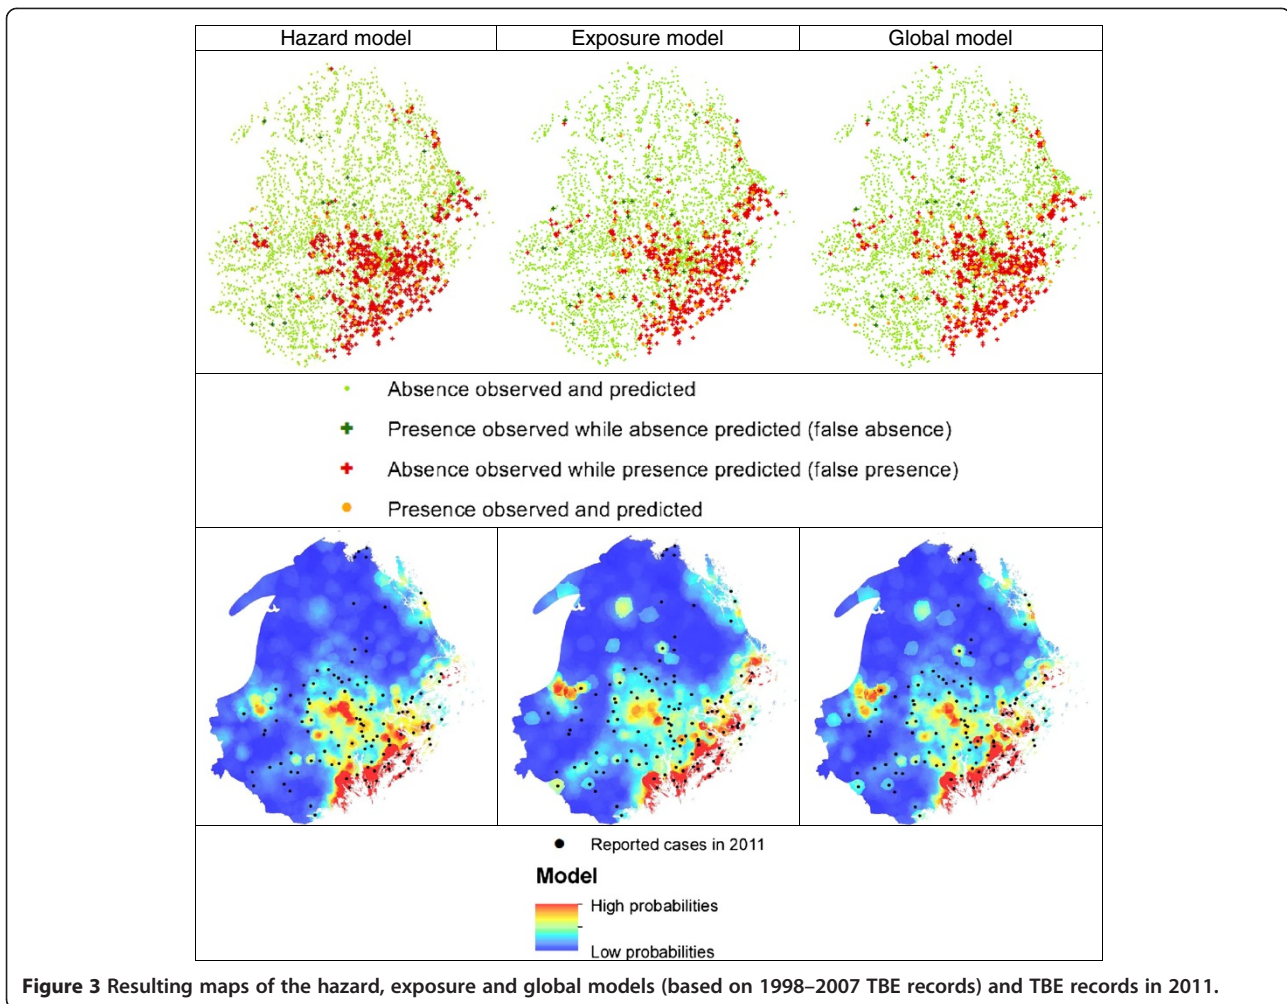 Hazard model
Exposure model
Global model
Absence observed and predicted
Presence observed while absence predicted (false absence)
Absence observed while presence predicted (false presence)
Presence observed and predicted
Reported cases in 2011
Model
High probabilities
Low probabilities
Figure 3 Resulting maps of the hazard, exposure and global models (based on 1998–2007 TBE records) and TBE records in 2011.